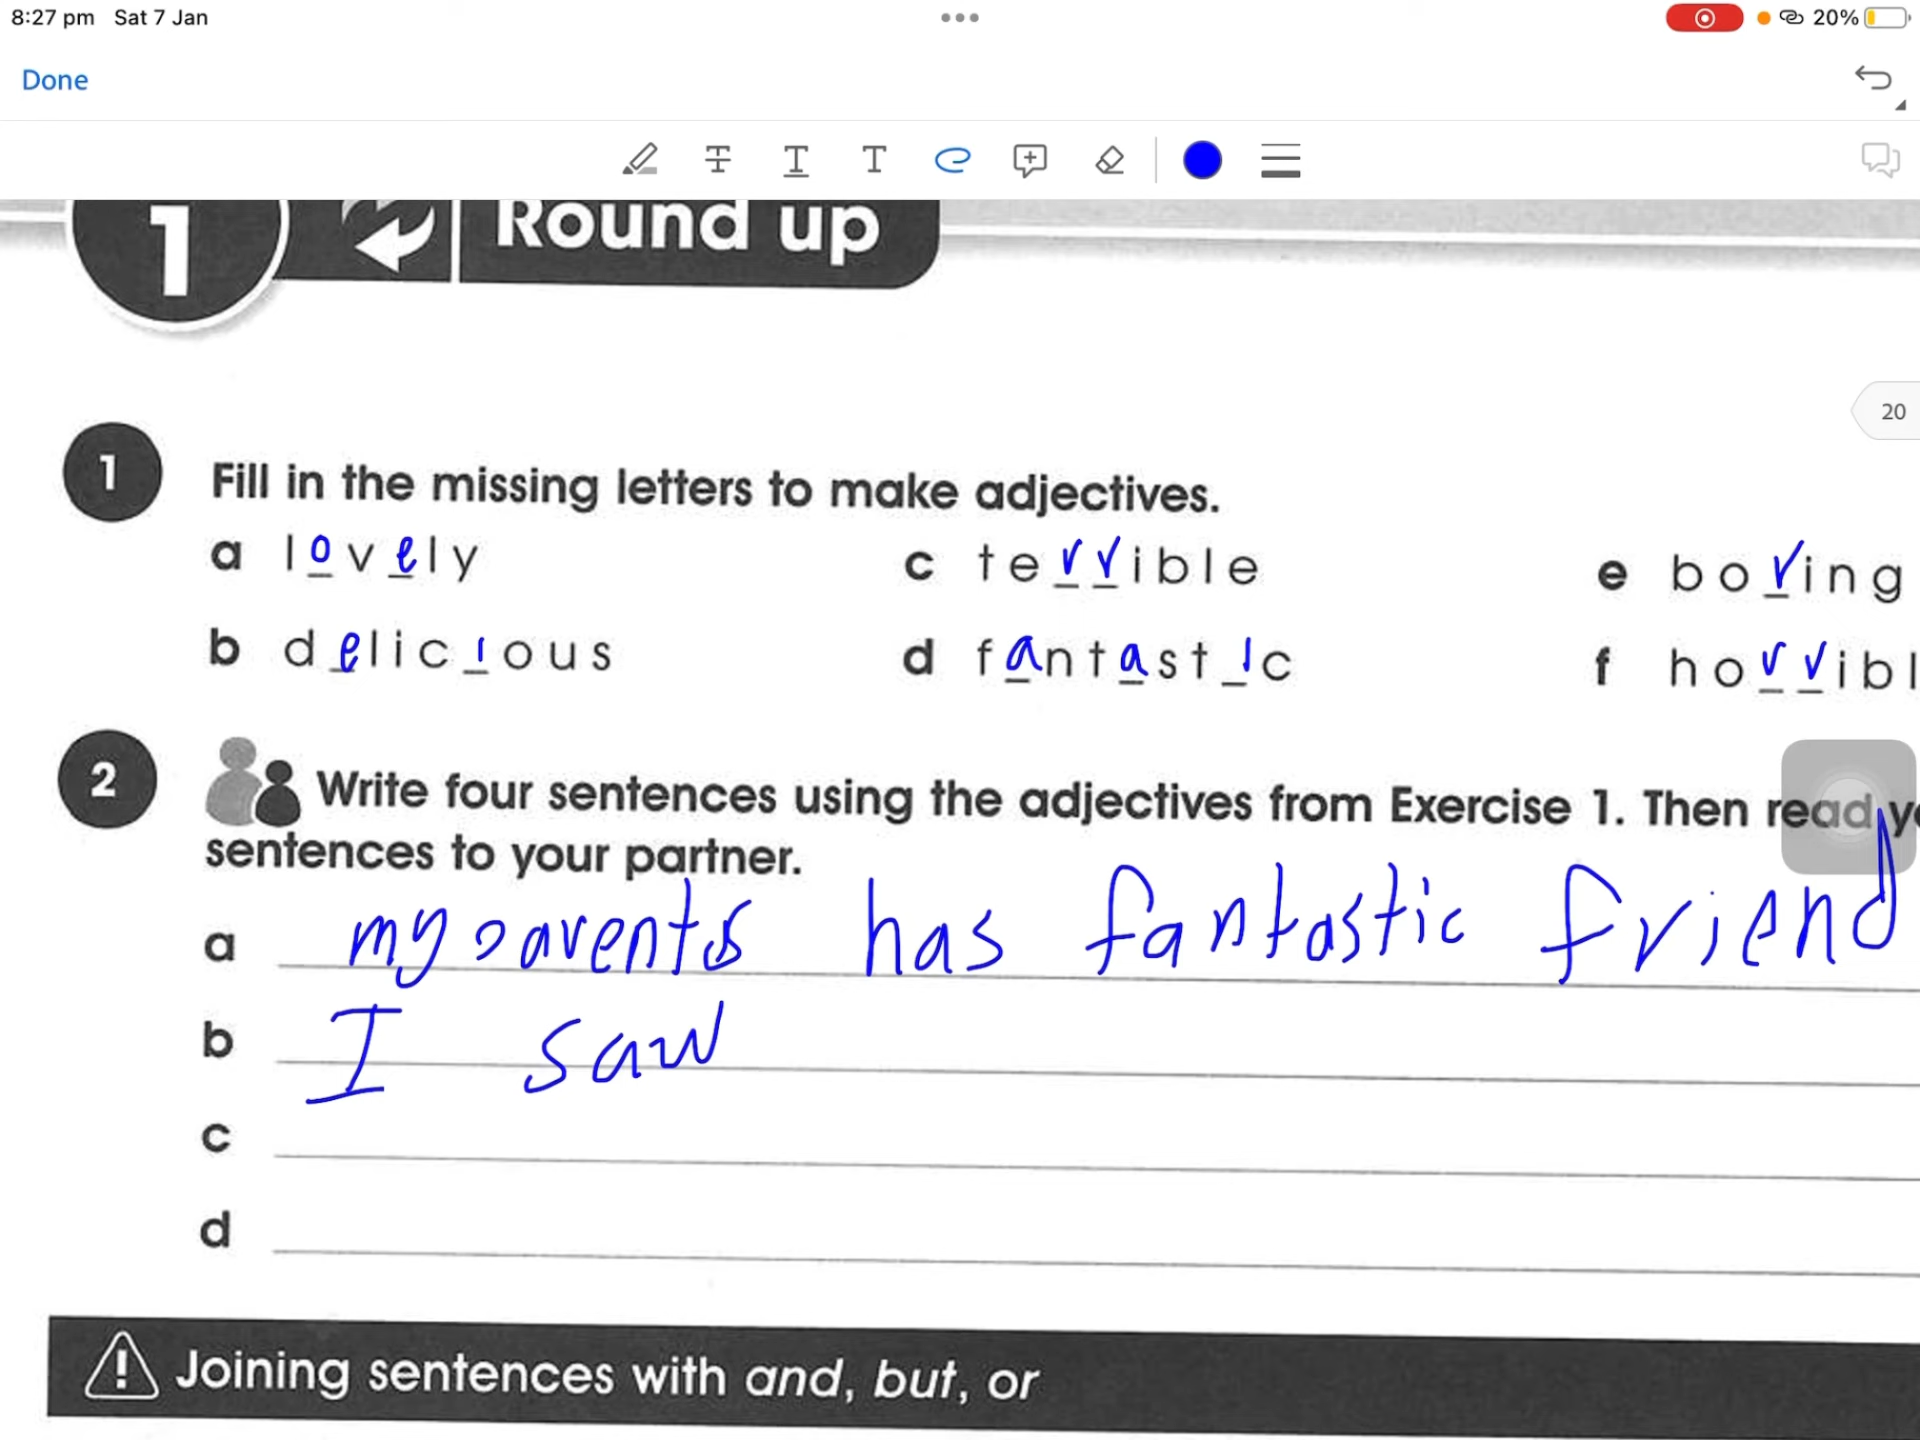 8:27 pm Sat 7 Jan
20%
Done
T T T
1 Round up
20
1 Fill in the missing letters to make adjectives.
a lovely c terrible e boring
b delicious d fantastic f horribl
2 Write four sentences using the adjectives from Exercise 1. Then read y
sentences to your partner.
a my parents has fantastic friend
b I saw
c
d
Joining sentences with and, but, or